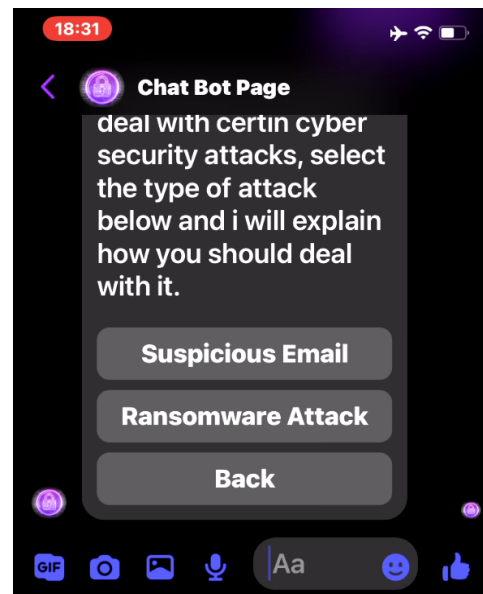 18:31
Chat Bot Page
deal with certin cyber
security attacks, select
the type of attack
below and i will explain
how you should deal
with it.
Suspicious Email
Ransomware Attack
Back
GIF
Aa